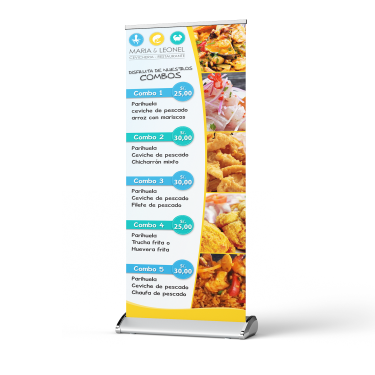 MARIA & LEONEL
CEVICHERIA - RESTAURANTE
DISFRUTA DE NUESTROS
COMBOS
Combo 1
S/.
25,00
Parihuela
ceviche de pescado
arroz con mariscos
Combo 2
S/.
30,00
Parihuela
Ceviche de pescado
Chicharrón mixto
Combo 3
S/.
30,00
Parihuela
Ceviche de pescado
Filete de pescado
Combo 4
S/.
25,00
Parihuela
Trucha frita o
Huevera frita
Combo 5
S/.
30,00
Parihuela
Ceviche de pescado
Chaufa de pescado